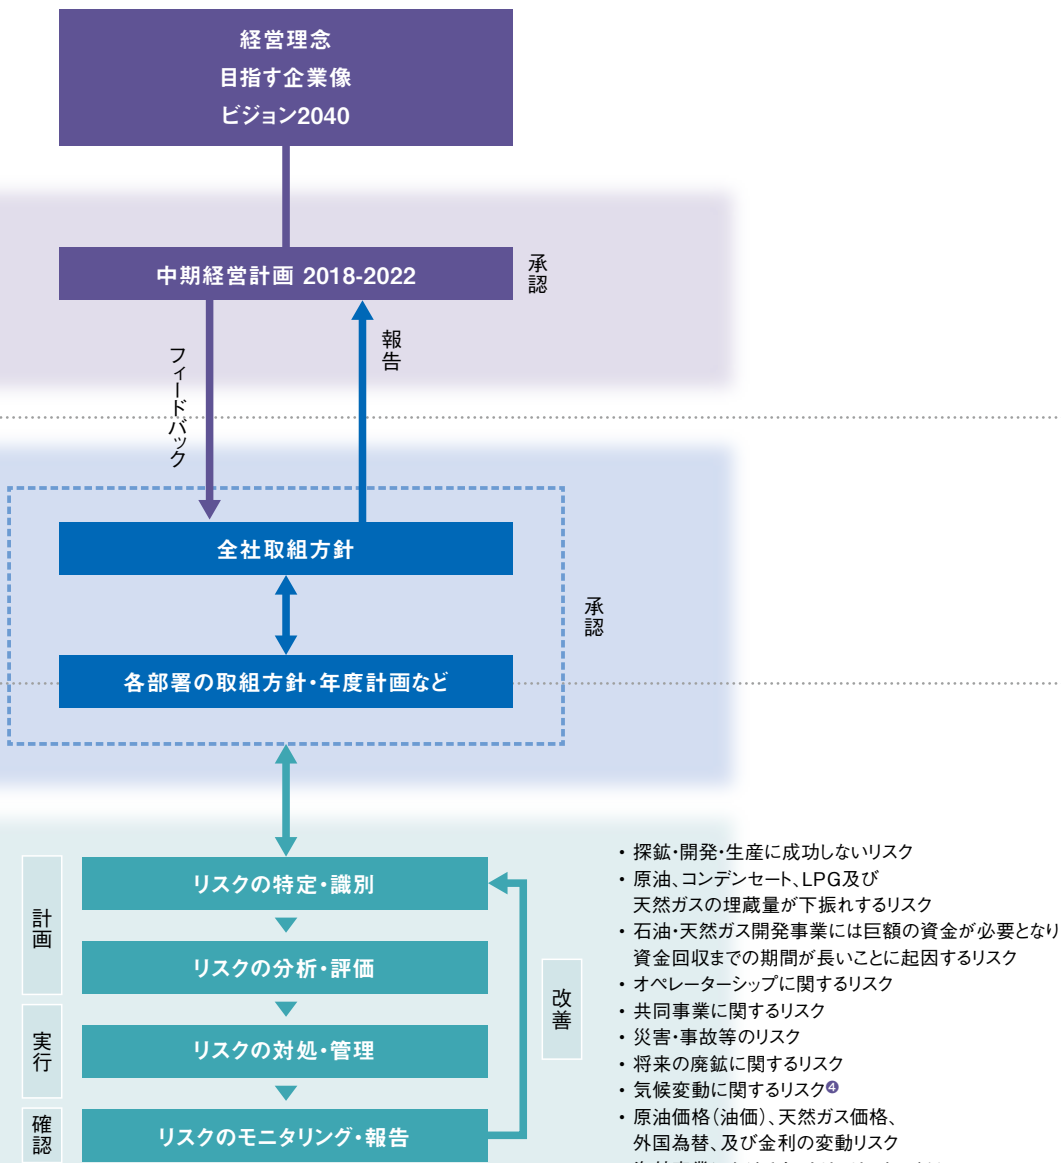 経営理念
目指す企業像
ビジョン2040
中期経営計画 2018-2022
承認
報告
フィードバック
全社取組方針
承認
各部署の取組方針・年度計画など
計画
リスクの特定・識別
リスクの分析・評価
実行
リスクの対処・管理
確認
リスクのモニタリング・報告
改善
・ 探鉱・開発・生産に成功しないリスク
・ 原油、コンデンセート、LPG及び
天然ガスの埋蔵量が下振れするリスク
・ 石油・天然ガス開発事業には巨額の資金が必要となり
資金回収までの期間が長いことに起因するリスク
・ オペレーターシップに関するリスク
・ 共同事業に関するリスク
・ 災害・事故等のリスク
・ 将来の廃鉱に関するリスク
・ 気候変動に関するリスク❹
・ 原油価格（油価）、天然ガス価格、
外国為替、及び金利の変動リスク